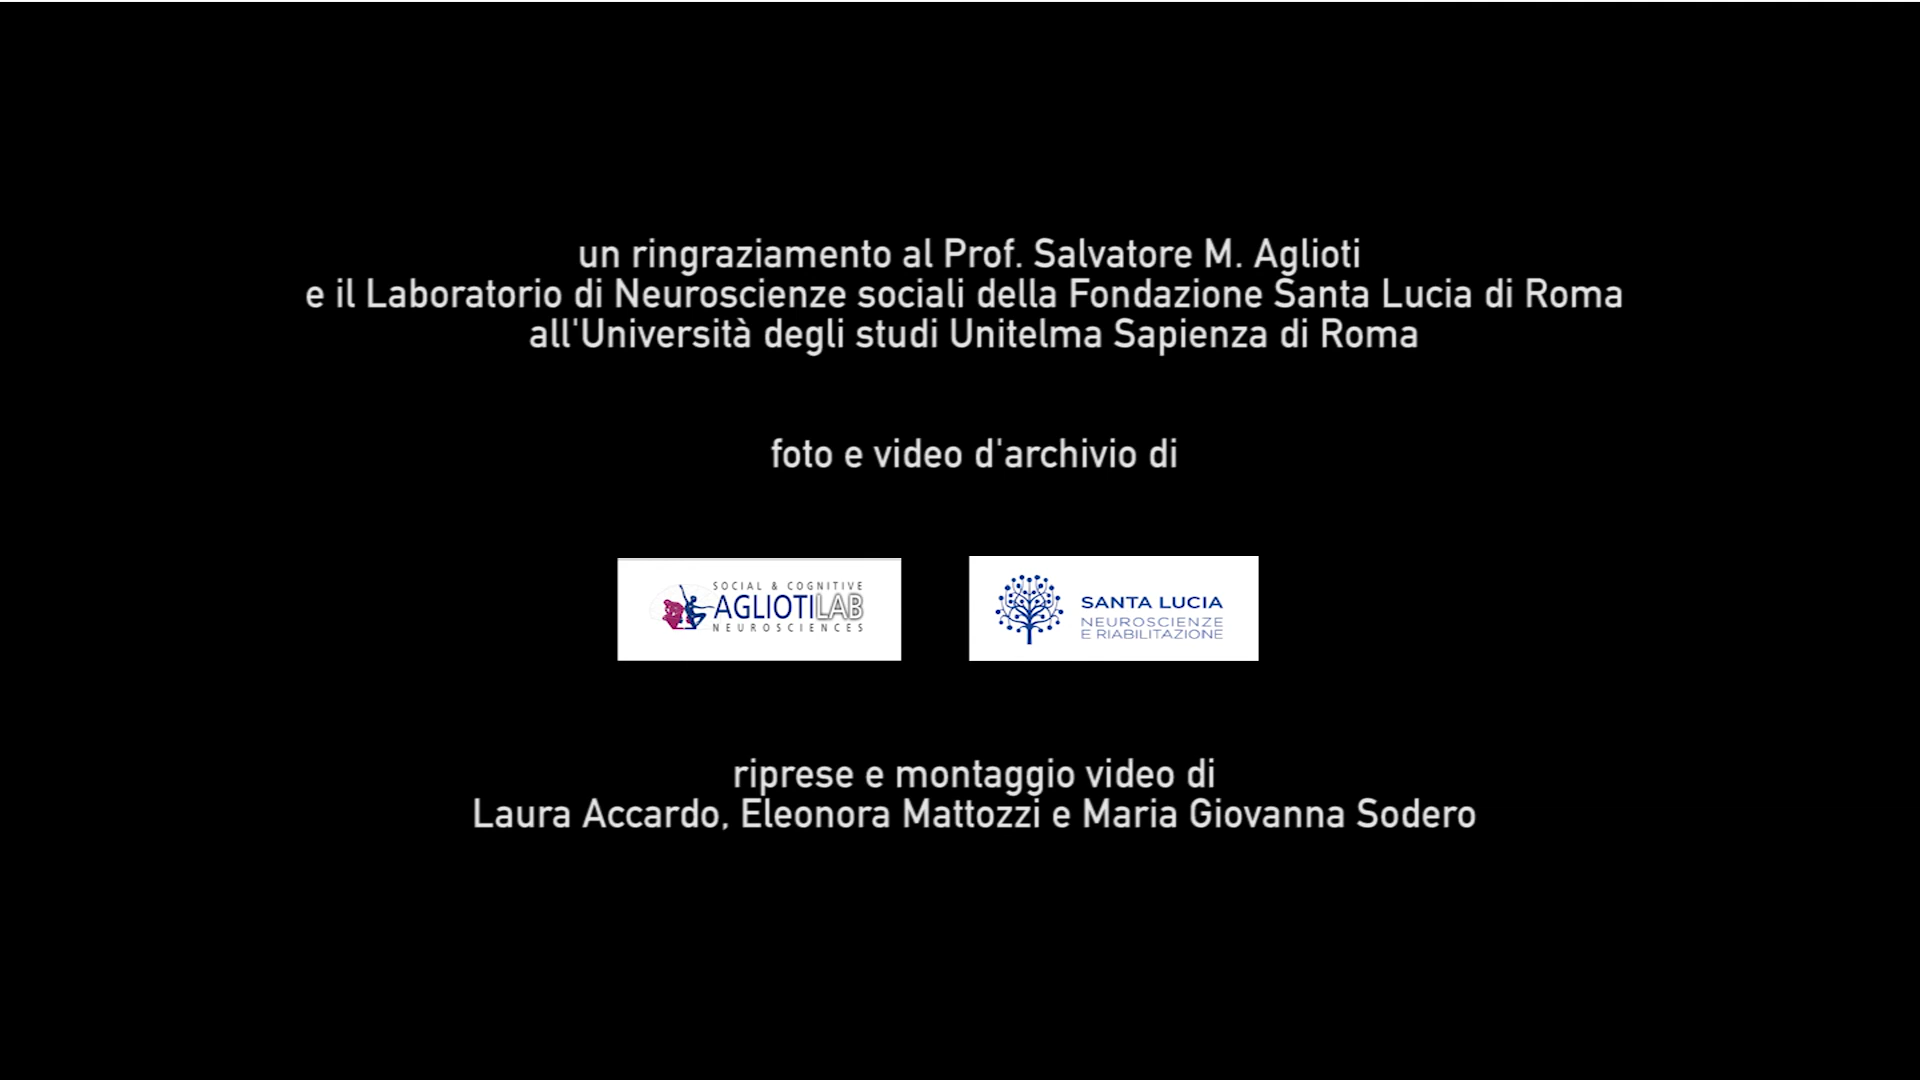 un ringraziamento al Prof. Salvatore M. Aglioti
e il Laboratorio di Neuroscienze sociali della Fondazione Santa Lucia di Roma
all'Università degli studi Unitelma Sapienza di Roma
foto e video d'archivio di
SOCIAL & COGNITIVE
AGLIOTILAB
NEUROSCIENCES
SANTA LUCIA
NEUROSCIENZE
E RIABILITAZIONE
riprese e montaggio video di
Laura Accardo, Eleonora Mattozzi e Maria Giovanna Sodero